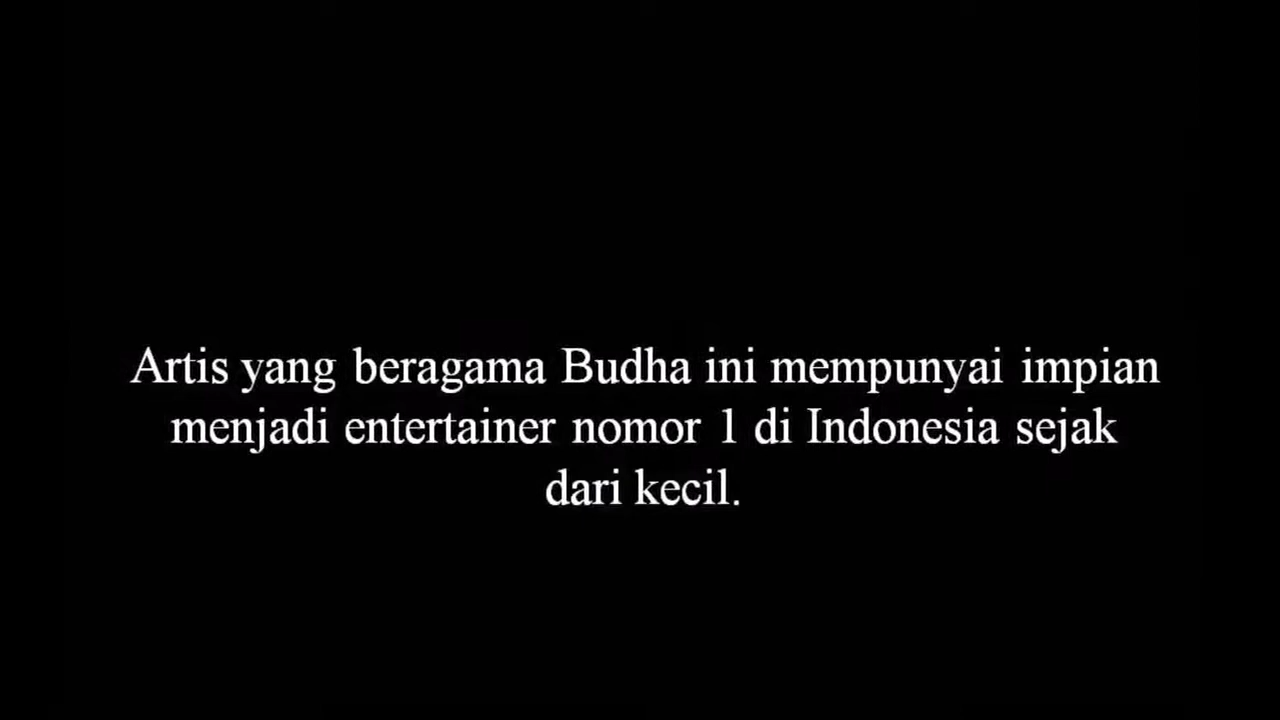 Artis yang beragama Budha ini mempunyai impian
menjadi entertainer nomor 1 di Indonesia sejak
dari kecil.